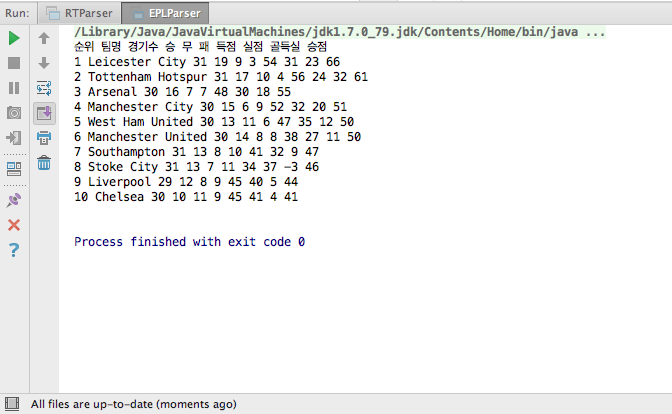 Run: RTParser EPLParser
/Library/Java/JavaVirtualMachines/jdk1.7.0_79.jdk/Contents/Home/bin/java ...
순위 팀명 경기수 승 무 패 득점 실점 골득실 승점
1 Leicester City 31 19 9 3 54 31 23 66
2 Tottenham Hotspur 31 17 10 4 56 24 32 61
3 Arsenal 30 16 7 7 48 30 18 55
4 Manchester City 30 15 6 9 52 32 20 51
5 West Ham United 30 13 11 6 47 35 12 50
6 Manchester United 30 14 8 8 38 27 11 50
7 Southampton 31 13 8 10 41 32 9 47
8 Stoke City 31 13 7 11 34 37 -3 46
9 Liverpool 29 12 8 9 45 40 5 44
10 Chelsea 30 10 11 9 45 41 4 41
Process finished with exit code 0
All files are up-to-date (moments ago)